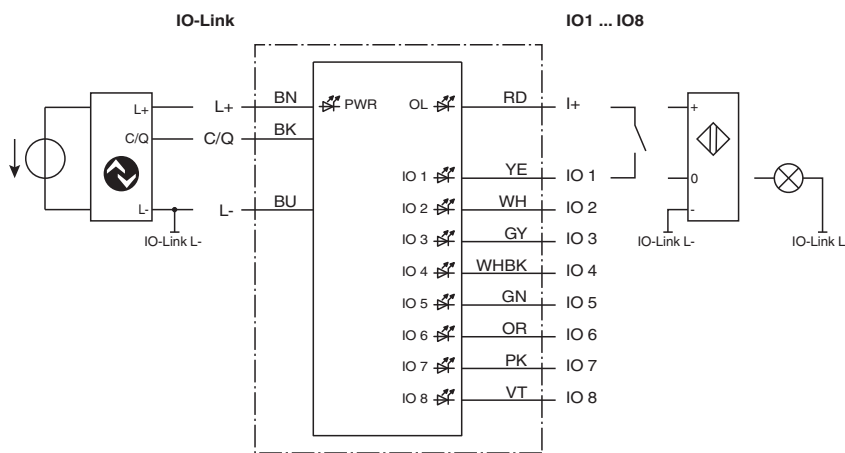 IO-Link IO1 ... IO8
L+ L+ BN PWR OL RD I+ +
C/Q C/Q BK
IO 1 YE IO 1 0
L- L- BU IO 2 WH IO 2 -
IO-Link L- IO 3 GY IO 3 IO-Link L- IO-Link L
IO 4 WHBK IO 4
IO 5 GN IO 5
IO 6 OR IO 6
IO 7 PK IO 7
IO 8 VT IO 8